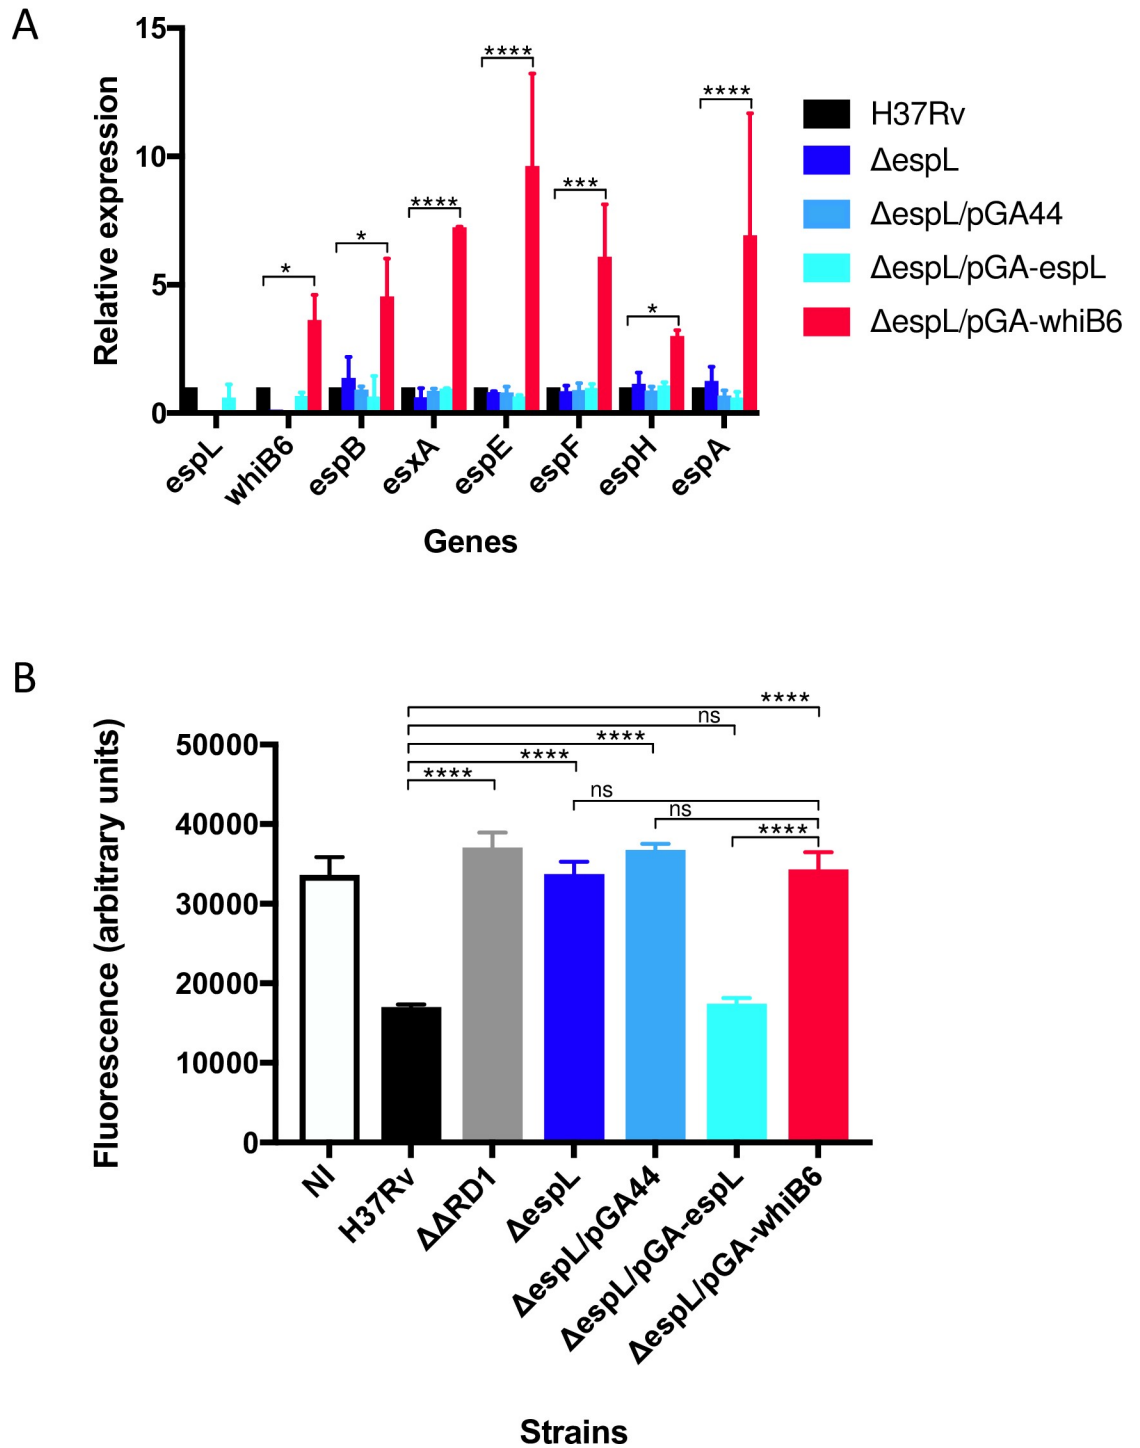 A
15
10
5
0
Relative expression
*
*
****
****
***
*
****
espL
whiB6
espB
esxA
espE
espF
espH
espA
Genes
H37Rv
ΔespL
ΔespL/pGA44
ΔespL/pGA-espL
ΔespL/pGA-whiB6
B
50000
40000
30000
20000
10000
0
Fluorescence (arbitrary units)
****
ns
****
****
****
ns
ns
****
NI
H37Rv
ΔΔRD1
ΔespL
ΔespL/pGA44
ΔespL/pGA-espL
ΔespL/pGA-whiB6
Strains